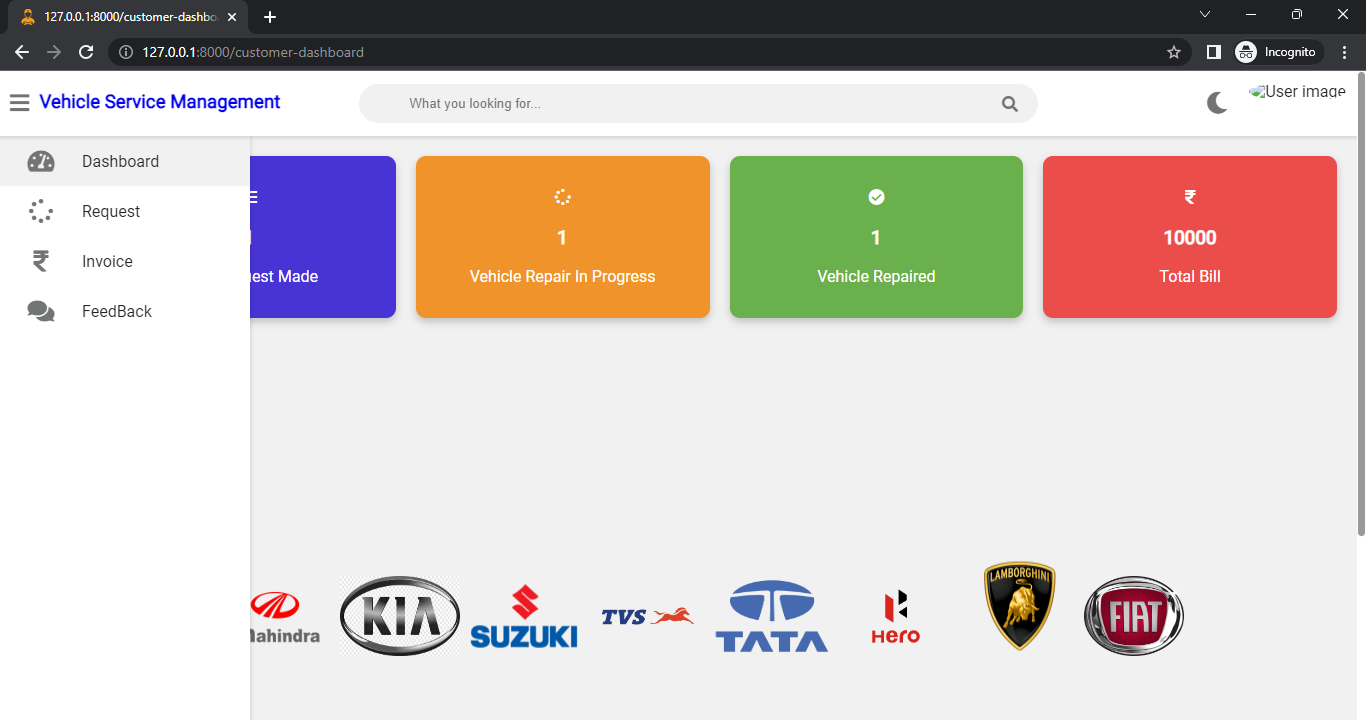 127.0.0.1:8000/customer-dashbo
127.0.0.1:8000/customer-dashboard
Incognito
Vehicle Service Management
What you looking for...
User image
Dashboard
Request
Invoice
FeedBack
uest Made
1
Vehicle Repair In Progress
1
Vehicle Repaired
10000
Total Bill
Mahindra
KIA
SUZUKI
TVS
TATA
Hero
LAMBORGHINI
FIAT